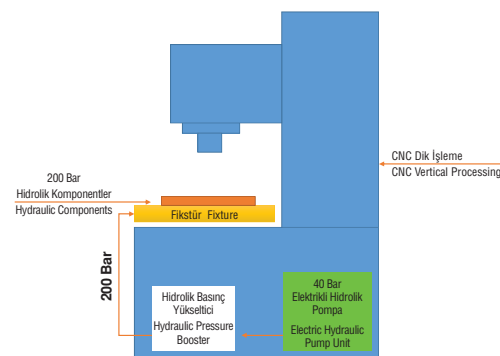 CNC Dik İşleme
CNC Vertical Processing
200 Bar
Hidrolik Komponentler
Hydraulic Components
Fikstür Fixture
200 Bar
Hidrolik Basınç
Yükseltici
Hydraulic Pressure
Booster
40 Bar
Elektrikli Hidrolik
Pompa
Electric Hydraulic
Pump Unit